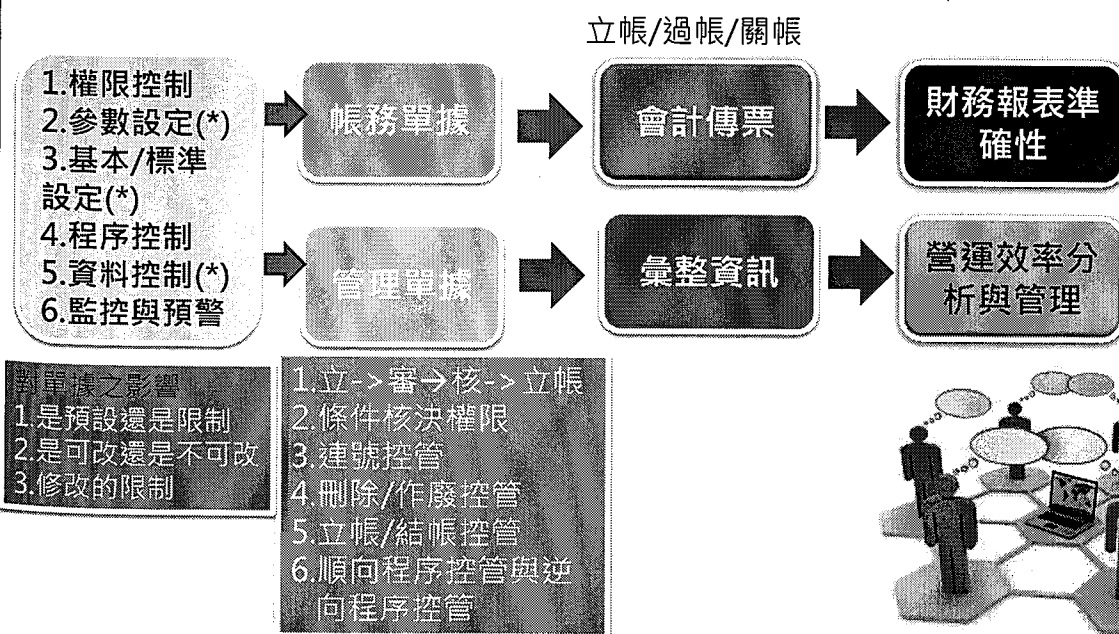 立帳/過帳/關帳
1.權限控制
2.參數設定(*)
3.基本/標準
設定(*)
4.程序控制
5.資料控制(*)
6.監控與預警
帳務單據
會計傳票
財務報表準
確性
管理單據
彙整資訊
營運效率分
析與管理
對單據之影響
1.是預設還是限制
2.是可改還是不可改
3.修改的限制
1.立->審→核->立帳
2.條件核決權限
3.連號控管
4.刪除/作廢控管
5.立帳/結帳控管
6.順向程序控管與逆
向程序控管